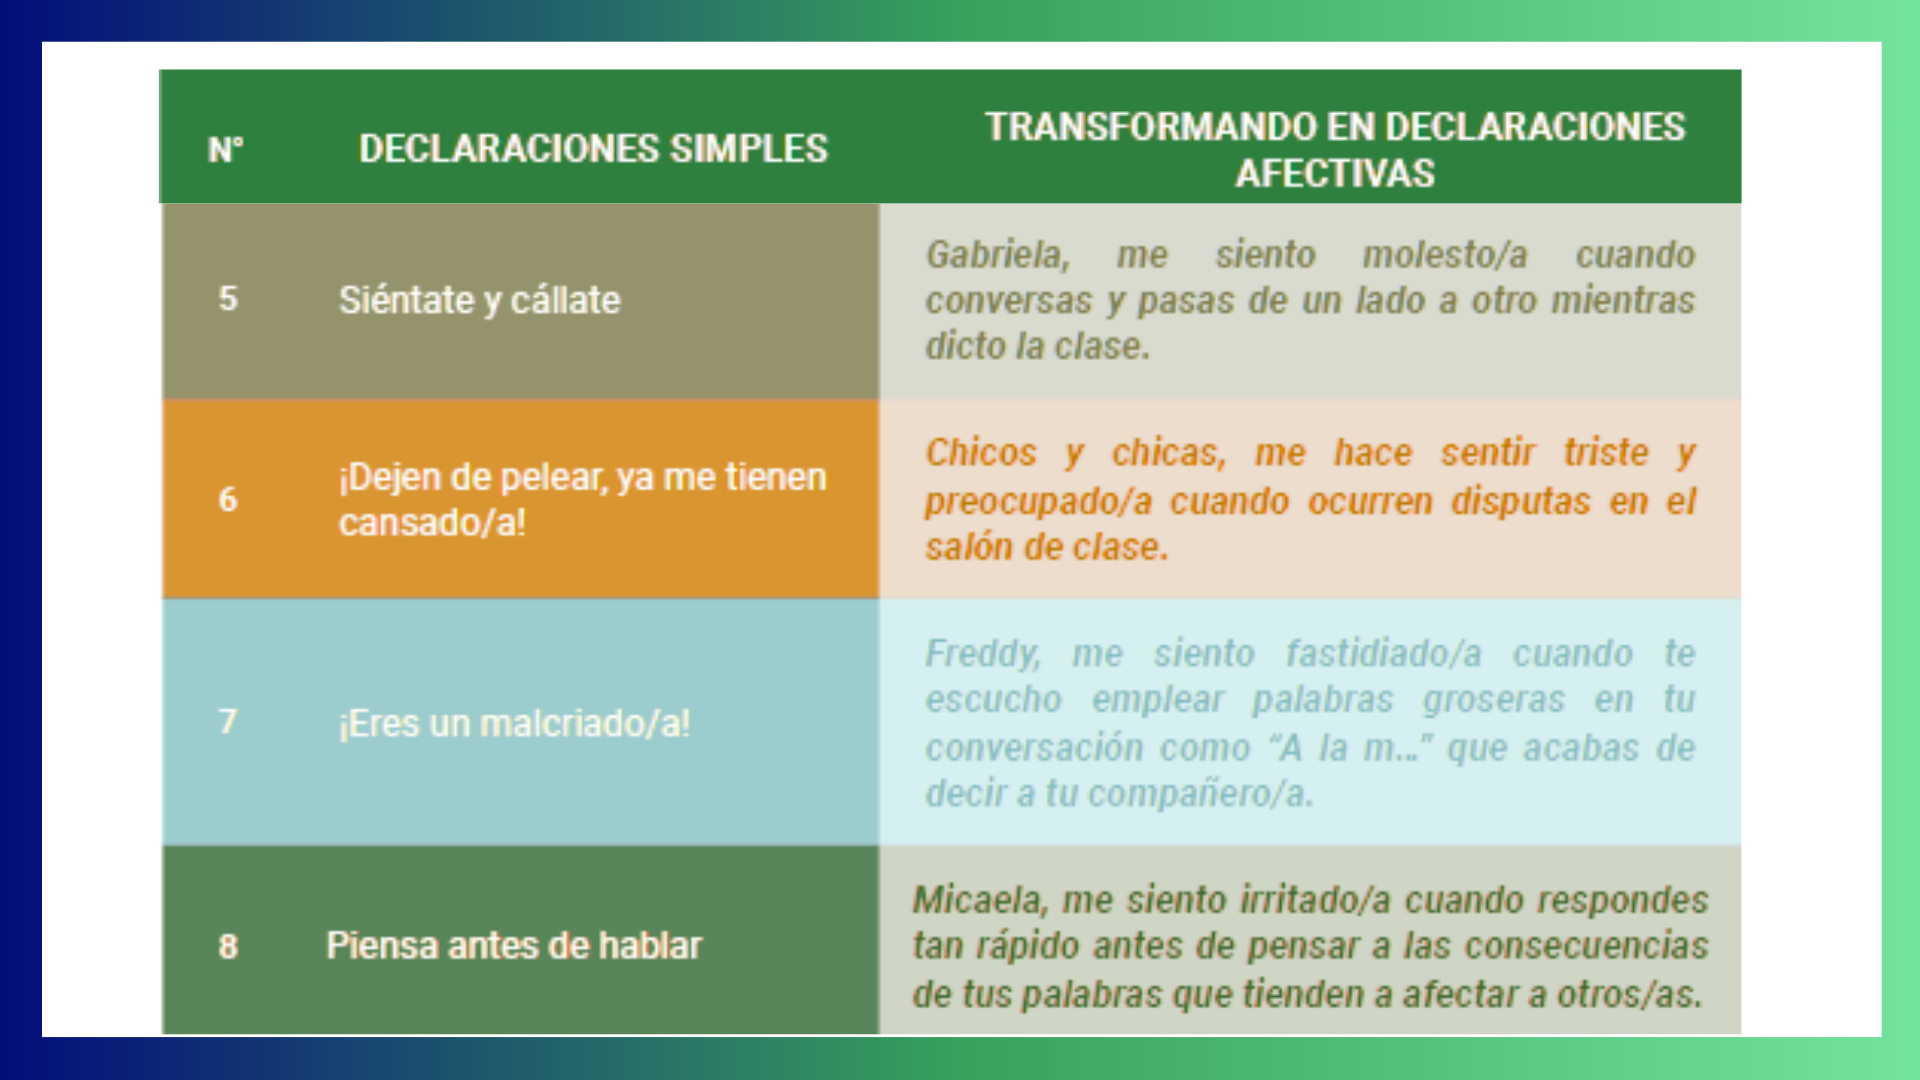 N° DECLARACIONES SIMPLES
TRANSFORMANDO EN DECLARACIONES
AFECTIVAS
5 Siéntate y cállate
Gabriela, me siento molesto/a cuando
conversas y pasas de un lado a otro mientras
dicto la clase.
6
¡Dejen de pelear, ya me tienen
cansado/a!
Chicos y chicas, me hace sentir triste y
preocupado/a cuando ocurren disputas en el
salón de clase.
7 ¡Eres un malcriado/a!
Freddy, me siento fastidiado/a cuando te
escucho emplear palabras groseras en tu
conversación como “A la m...” que acabas de
decir a tu compañero/a.
8 Piensa antes de hablar
Micaela, me siento irritado/a cuando respondes
tan rápido antes de pensar a las consecuencias
de tus palabras que tienden a afectar a otros/as.